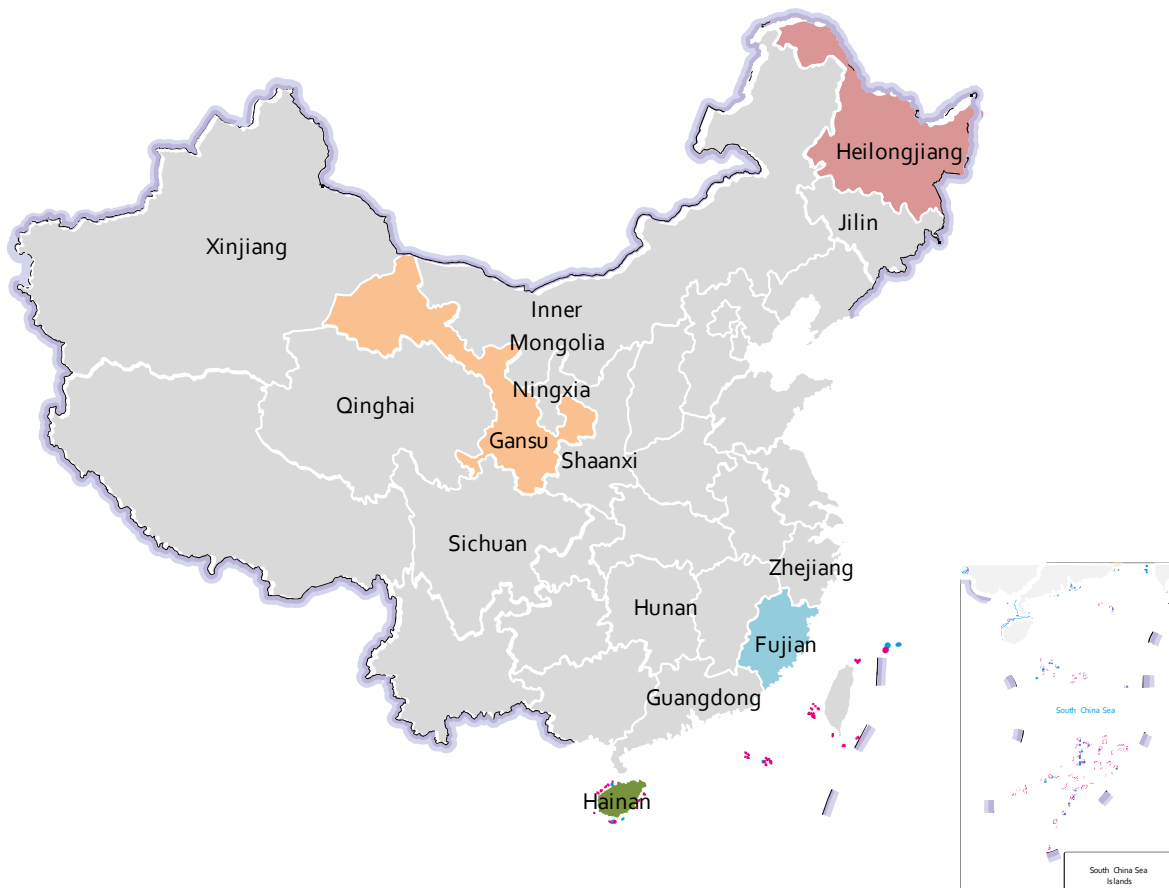 Heilongjiang
Jilin
Xinjiang
Inner
Mongolia
Ningxia
Qinghai
Gansu
Shaanxi
Sichuan
Zhejiang
Hunan
Fujian
Guangdong
Hainan
South China Sea
South China Sea
Islands